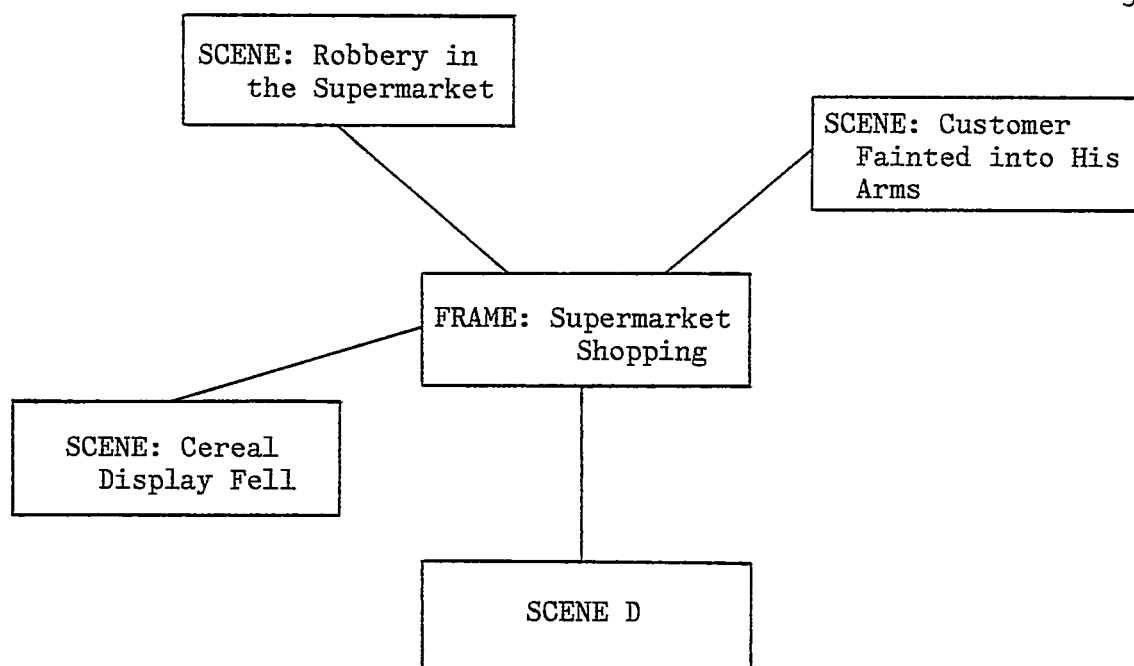 SCENE: Robbery in
the Supermarket
SCENE: Customer
Fainted into His
Arms
FRAME: Supermarket
Shopping
SCENE: Cereal
Display Fell
SCENE D